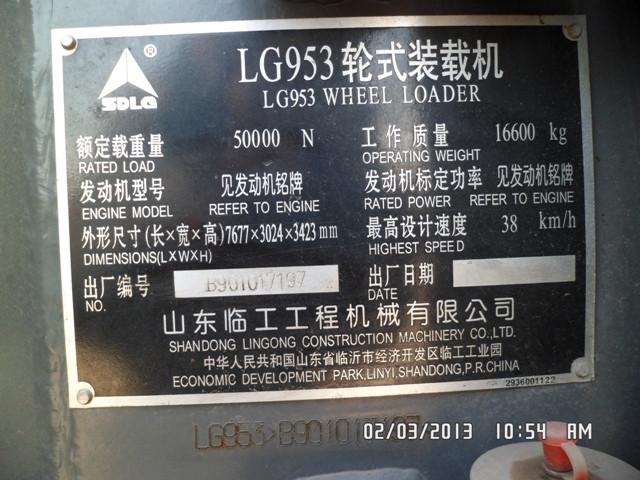 SDLG ®
LG953 轮式装载机
LG953 WHEEL LOADER
额定载重量 50000 N 工作质量 16600 kg
RATED LOAD OPERATING WEIGHT
发动机型号 见发动机铭牌 发动机标定功率 见发动机铭牌
ENGINE MODEL REFER TO ENGINE RATED POWER REFER TO ENGINE
外形尺寸(长×宽×高)7677×3024×3423 mm 最高设计速度 38 km/h
DIMENSIONS(L×W×H) HIGHEST SPEED
出厂编号 B901017197 出厂日期
NO. DATE
山东临工工程机械有限公司
SHANDONG LINGONG CONSTRUCTION MACHINERY CO.,LTD.
中华人民共和国山东省临沂市经济开发区临工工业园
ECONOMIC DEVELOPMENT PARK,LINYI,SHANDONG,P.R.CHINA
2936001122
LG953>B901017197
02/03/2013 10:54 AM